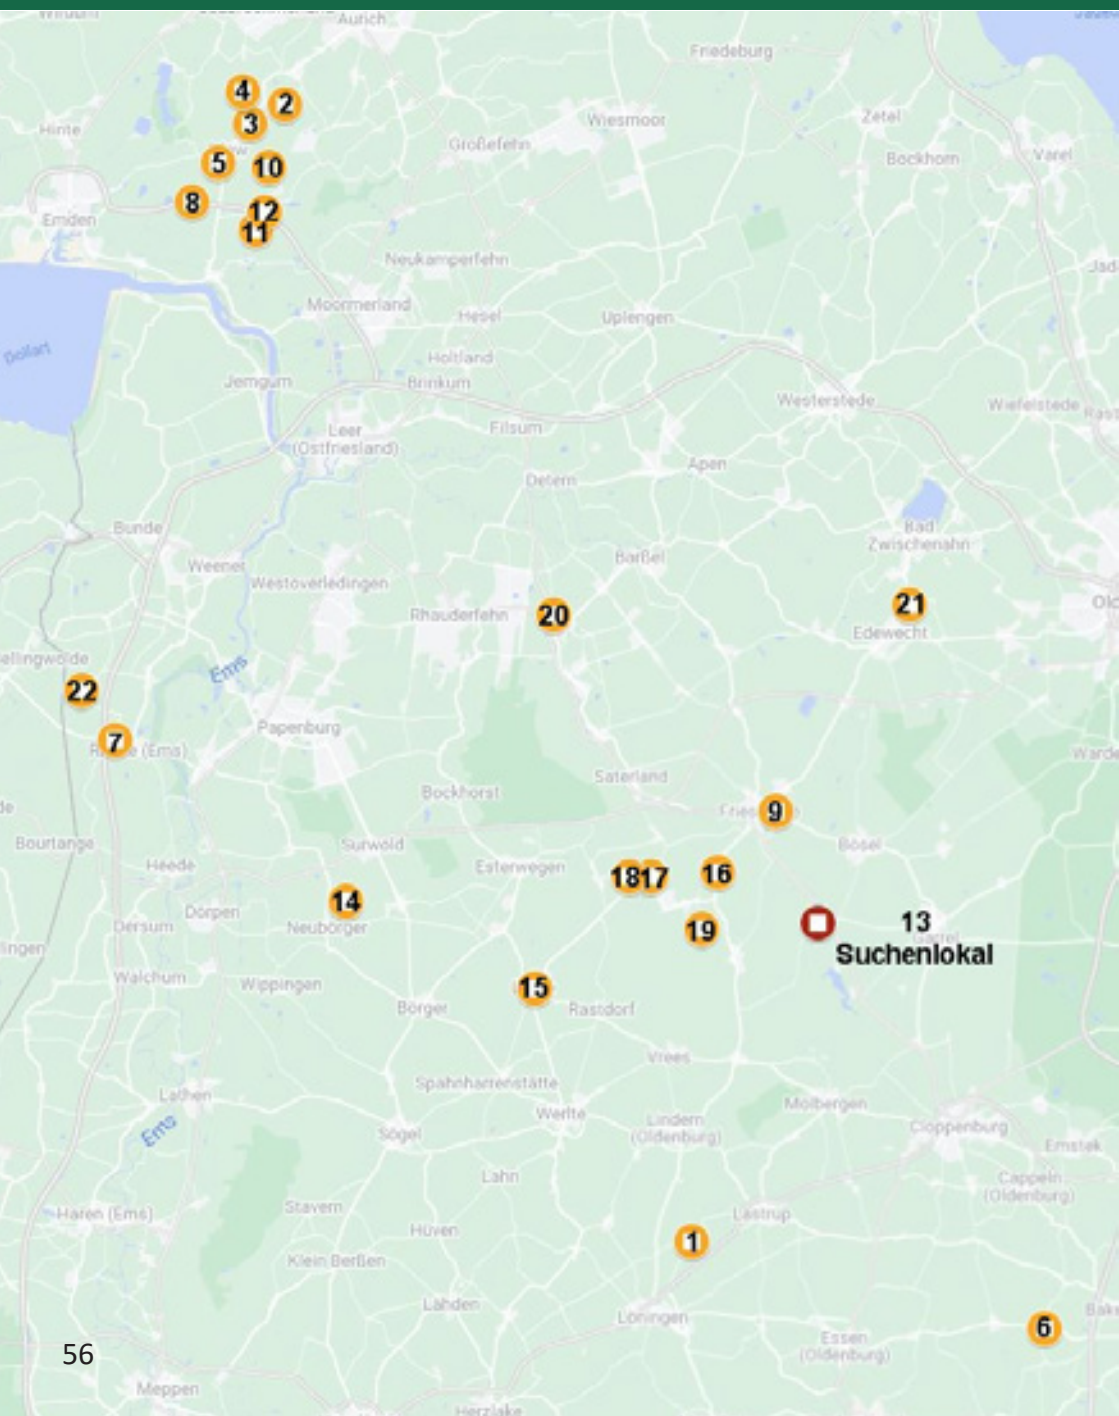 Aurich
Friedeburg
4
2
3
Hinte
Wiesmoor
Zetel
Großefehn
Varel
Bockhorn
5
10
8
12
Emden
11
Neukamperfehn
Moormerland
Hesel
Uplengen
Dollart
Holtland
Jemgum
Brinkum
Westerstede
Wiefelstede
Leer
(Ostfriesland)
Filsum
Apen
Detern
Bunde
Bad
Zwischenahn
Barßel
Weener
Westoverledingen
Rhauderfehn
20
21
Edewecht
Ems
22
7
(Ems)
Papenburg
Saterland
Bockhorst
9
Bourtange
Surwold
Bösel
Heede
Esterwegen
18
17
16
14
Dörpen
Neubörger
Dersum
19
13
Suchenlokal
Walchum
Wippingen
15
Börger
Rastdorf
Vrees
Spahnharrenstätte
Lathen
Werlte
Molbergen
Lindern
(Oldenburg)
Cloppenburg
Ems
Sögel
Emstek
Lahn
Cappeln
(Oldenburg)
Haren (Ems)
Stavern
Lastrup
Hüven
1
Klein Berßen
Lähden
Löningen
6
Essen
(Oldenburg)
56
Meppen
Herzlake